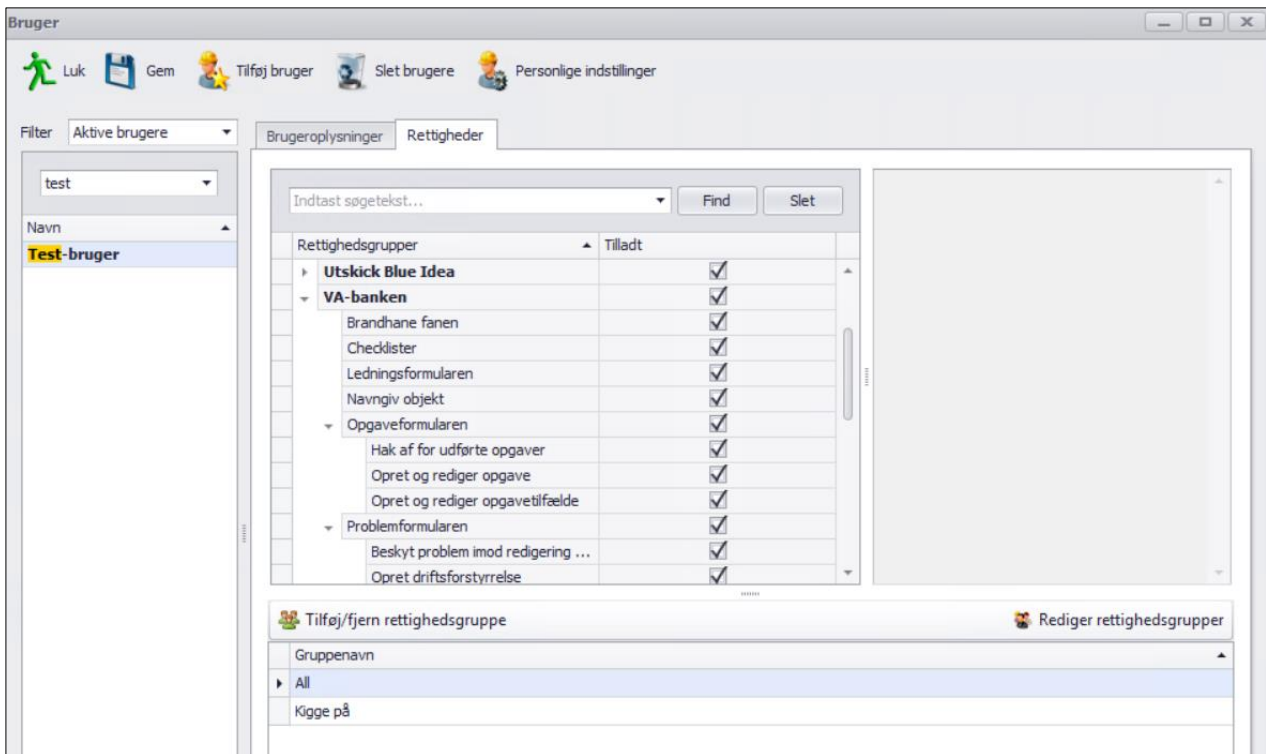 Bruger
Luk Gem Tilføj bruger Slet brugere Personlige indstillinger
Filter Aktive brugere
Brugeroplysninger Rettigheder
test
Indtast søgetekst... Find Slet
Navn
Rettighedsgrupper Tilladt
Test-bruger
Utskick Blue Idea
VA-banken
Brandhane fanen
Checklister
Ledningsformularen
Navngiv objekt
Opgaveformularen
Hak af for udførte opgaver
Opret og rediger opgave
Opret og rediger opgavetilfælde
Problemformularen
Beskyt problem imod redigering ...
Opret driftsforstyrrelse
Tilføj/fjern rettighedsgruppe Rediger rettighedsgrupper
Gruppenavn
All
Kigge på